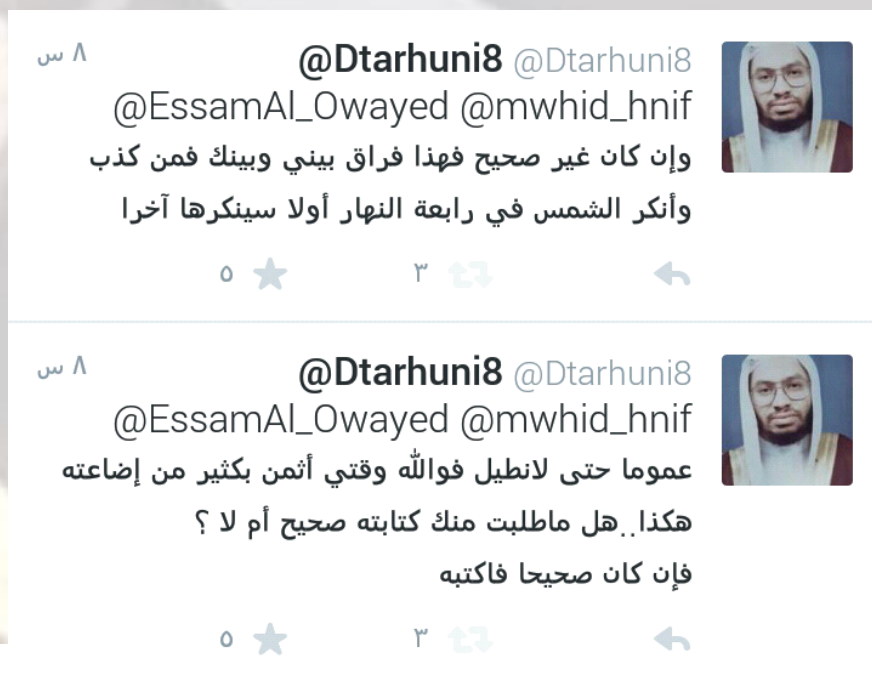 @Dtarhuni8 @Dtarhuni8 ٨ س
@EssamAl_Owayed @mwhid_hnif
وإن كان غير صحيح فهذا فراق بيني وبينك فمن كذب
وأنكر الشمس في رابعة النهار أولا سينكرها آخرا
٣ ٥
@Dtarhuni8 @Dtarhuni8 ٨ س
@EssamAl_Owayed @mwhid_hnif
عموما حتى لانطيل فوالله وقتي أثمن بكثير من إضاعته
هكذا..هل ماطلبت منك كتابته صحيح أم لا ؟
فإن كان صحيحا فاكتبه
٣ ٥